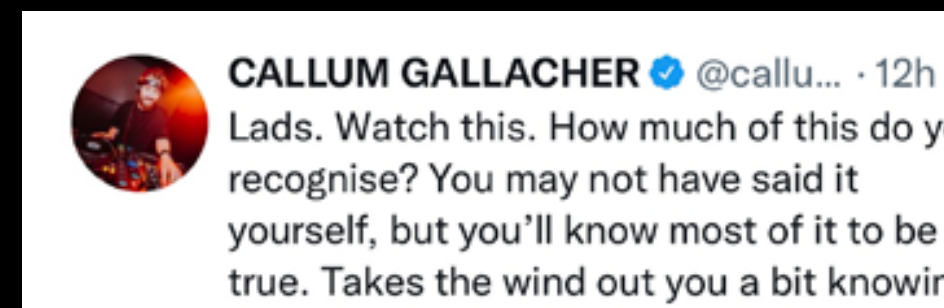 CALLUM GALLACHER @callu... · 12h
Lads. Watch this. How much of this do
recognise? You may not have said it
yourself, but you'll know most of it to be
true. Takes the wind out you a bit